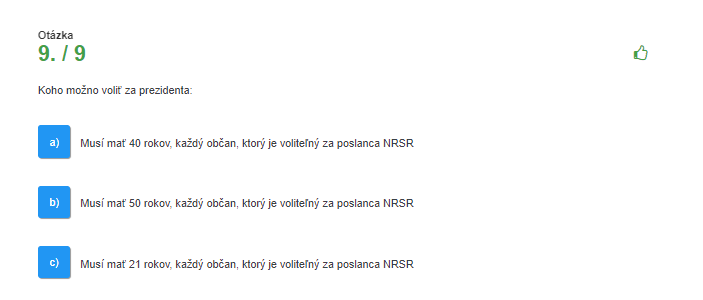 Otázka
9. / 9
Koho možno voliť za prezidenta:
a) Musí mať 40 rokov, každý občan, ktorý je voliteľný za poslanca NRSR
b) Musí mať 50 rokov, každý občan, ktorý je voliteľný za poslanca NRSR
c) Musí mať 21 rokov, každý občan, ktorý je voliteľný za poslanca NRSR